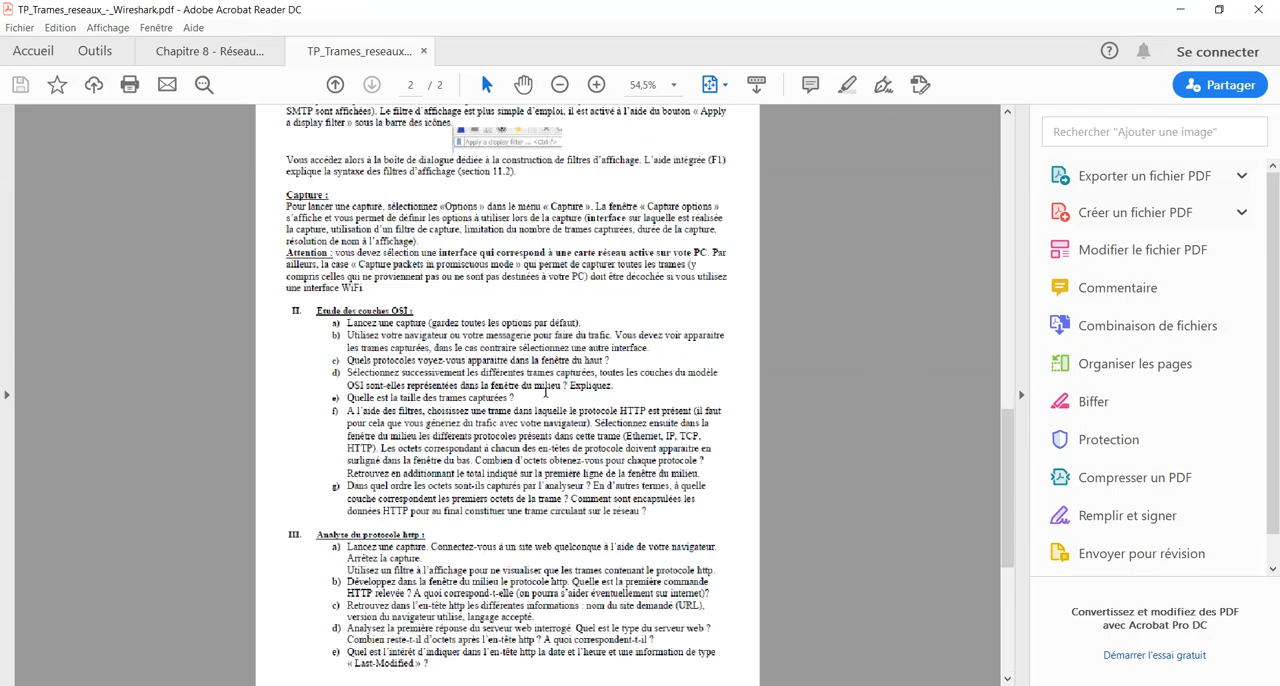 TP_Trames_reseaux_-_Wireshark.pdf - Adobe Acrobat Reader DC
Fichier Edition Affichage Fenêtre Aide
Accueil Outils Chapitre 8 - Réseau... TP_Trames_reseaux... × Se connecter
2 / 2 54,5% Partager
SMTP sont affichées). Le filtre d'affichage est plus simple d'emploi, il est activé à l'aide du bouton « Apply
a display filter » sous la barre des icônes.
Apply a display filter ... <Ctrl-/>
Vous accédez alors à la boîte de dialogue dédiée à la construction de filtres d'affichage. L'aide intégrée (F1)
explique la syntaxe des filtres d'affichage (section 11.2).
Capture :
Pour lancer une capture, sélectionnez «Options » dans le menu « Capture ». La fenêtre « Capture options »
s'affiche et vous permet de définir les options à utiliser lors de la capture (interface sur laquelle est réalisée
la capture, utilisation d'un filtre de capture, limitation du nombre de trames capturées, durée de la capture,
résolution de nom à l'affichage).
Attention : vous devez sélection une interface qui correspond à une carte réseau active sur vote PC. Par
ailleurs, la case « Capture packets in promiscuous mode » qui permet de capturer toutes les trames (y
compris celles qui ne proviennent pas ou ne sont pas destinées à votre PC) doit être décochée si vous utilisez
une interface WiFi.
II. Etude des couches OSI :
a) Lancez une capture (gardez toutes les options par défaut).
b) Utilisez votre navigateur ou votre messagerie pour faire du trafic. Vous devez voir apparaitre
les trames capturées, dans le cas contraire sélectionnez une autre interface.
c) Quels protocoles voyez-vous apparaitre dans la fenêtre du haut ?
d) Sélectionnez successivement les différentes trames capturées, toutes les couches du modèle
OSI sont-elles représentées dans la fenêtre du milieu ? Expliquez.
e) Quelle est la taille des trames capturées ?
f) A l'aide des filtres, choisissez une trame dans laquelle le protocole HTTP est présent (il faut
pour cela que vous génériez du trafic avec votre navigateur). Sélectionnez ensuite dans la
fenêtre du milieu les différents protocoles présents dans cette trame (Ethernet, IP, TCP,
HTTP). Les octets correspondant à chacun des en-têtes de protocole doivent apparaitre en
surligné dans la fenêtre du bas. Combien d'octets obtenez-vous pour chaque protocole ?
Retrouvez en additionnant le total indiqué sur la première ligne de la fenêtre du milieu.
g) Dans quel ordre les octets sont-ils capturés par l'analyseur ? En d'autres termes, à quelle
couche correspondent les premiers octets de la trame ? Comment sont encapsulées les
données HTTP pour au final constituer une trame circulant sur le réseau ?
III. Analyse du protocole http :
a) Lancez une capture. Connectez-vous à un site web quelconque à l'aide de votre navigateur.
Arrêtez la capture.
Utilisez un filtre à l'affichage pour ne visualiser que les trames contenant le protocole http.
b) Développez dans la fenêtre du milieu le protocole http. Quelle est la première commande
HTTP relevée ? A quoi correspond-t-elle (on pourra s'aider éventuellement sur internet)?
c) Retrouvez dans l'en-tête http les différentes informations : nom du site demandé (URL),
version du navigateur utilisé, langage accepté.
d) Analysez la première réponse du serveur web interrogé. Quel est le type du serveur web ?
Combien reste-t-il d'octets après l'en-tête http ? A quoi correspondent-t-il ?
e) Quel est l'intérêt d'indiquer dans l'en-tête http la date et l'heure et une information de type
« Last-Modified » ?
Rechercher "Ajouter une image"
Exporter un fichier PDF
Créer un fichier PDF
Modifier le fichier PDF
Commentaire
Combinaison de fichiers
Organiser les pages
Biffer
Protection
Compresser un PDF
Remplir et signer
Envoyer pour révision
Convertissez et modifiez des PDF
avec Acrobat Pro DC
Démarrer l'essai gratuit